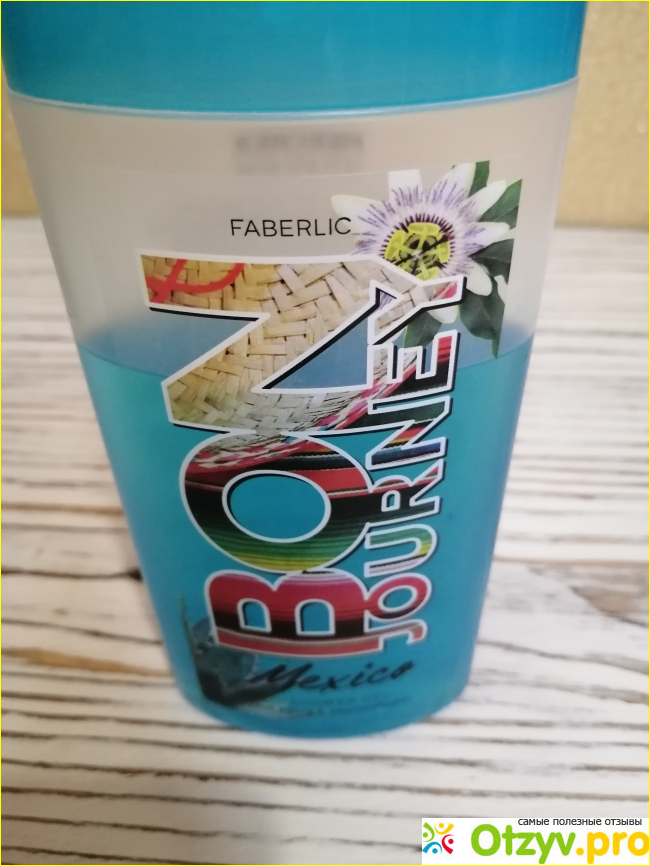 FABERLIC
BON
JOURNEY
Mexico
самые полезные отзывы
Otzyv.pro